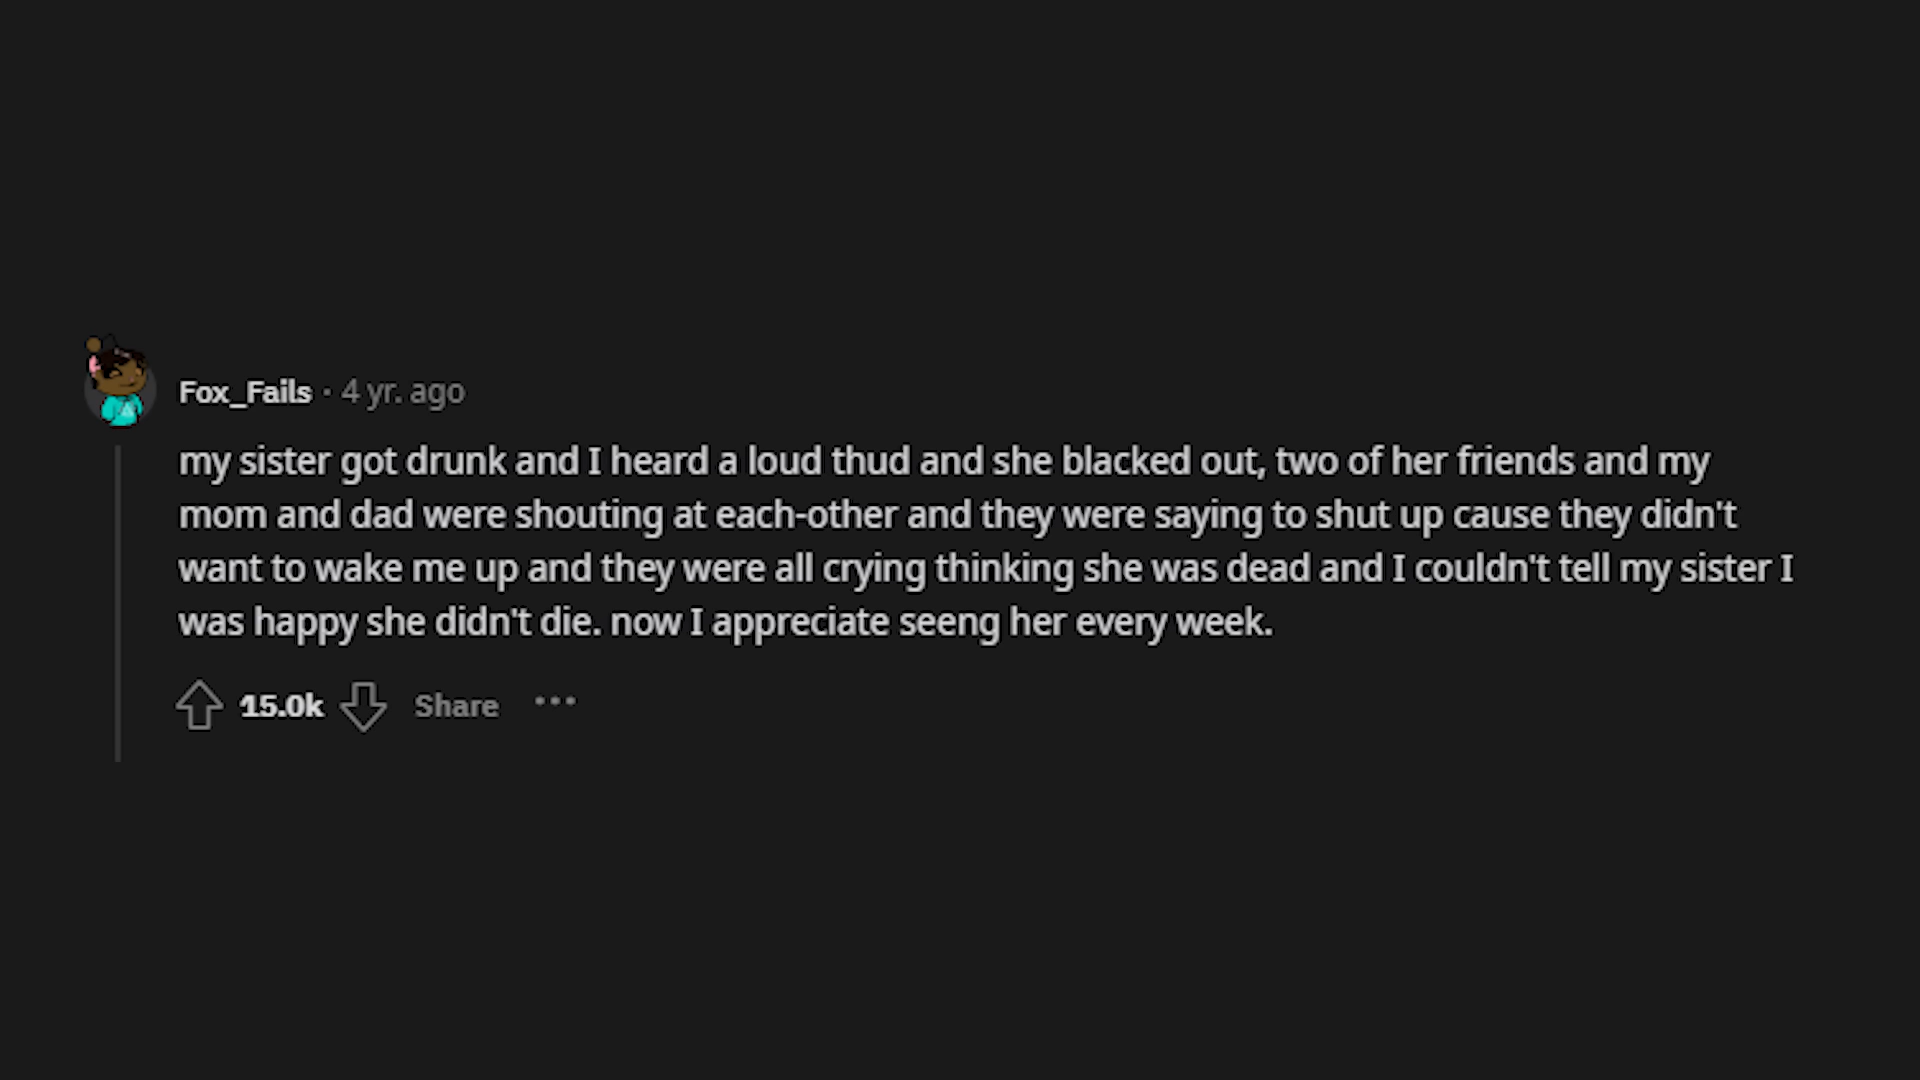 Fox_Fails · 4 yr. ago
my sister got drunk and I heard a loud thud and she blacked out, two of her friends and my
mom and dad were shouting at each-other and they were saying to shut up cause they didn't
want to wake me up and they were all crying thinking she was dead and I couldn't tell my sister I
was happy she didn't die. now I appreciate seeng her every week.
15.0k Share ...